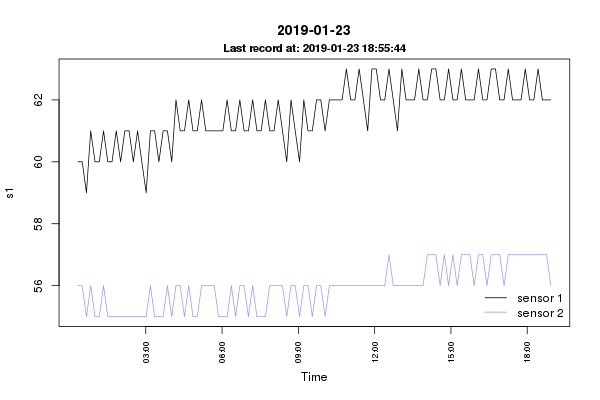 2019-01-23
Last record at: 2019-01-23 18:55:44
62
60
58
56
s1
sensor 1
sensor 2
03:00
06:00
09:00
12:00
15:00
18:00
Time